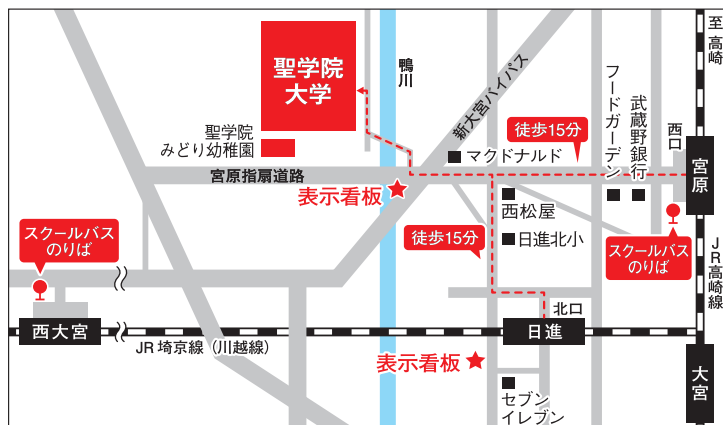 至
高崎
聖学院
大学
鴨川
新大宮バイパス
フードガーデン
武蔵野銀行
西口
宮原
徒歩15分
聖学院
みどり幼稚園
マクドナルド
宮原指扇道路
表示看板
西松屋
徒歩15分
日進北小
スクールバス
のりば
スクールバス
のりば
JR高崎線
北口
西大宮
日進
JR埼京線(川越線)
表示看板
大宮
セブン
イレブン